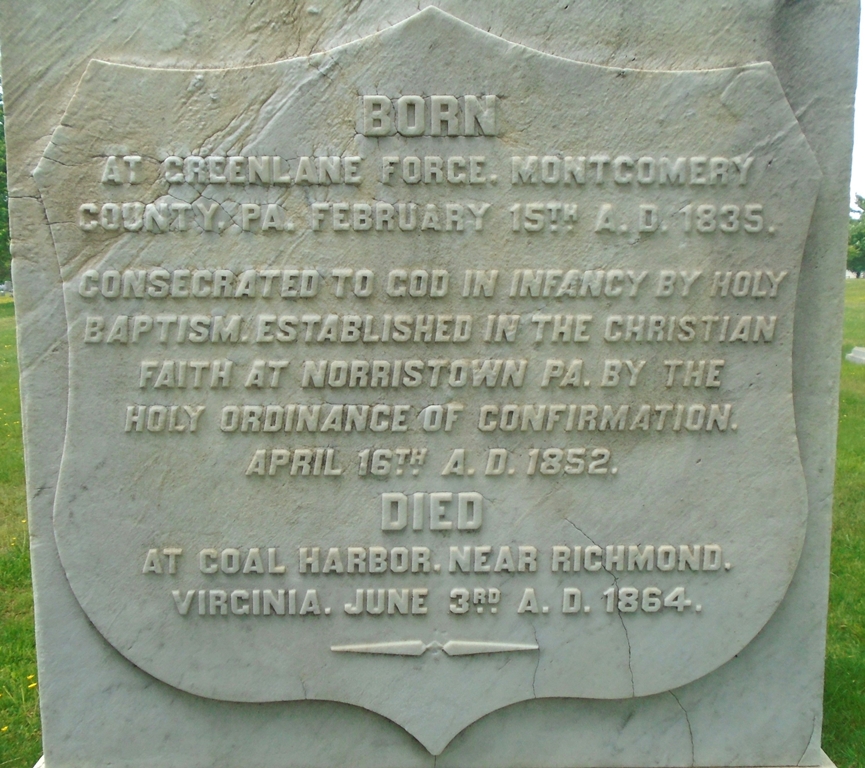 BORN
AT GREENLANE FORGE. MONTGOMERY
COUNTY. PA. FEBRUARY 15TH A. D. 1835.
CONSECRATED TO GOD IN INFANCY BY HOLY
BAPTISM. ESTABLISHED IN THE CHRISTIAN
FAITH AT NORRISTOWN PA. BY THE
HOLY ORDINANCE OF CONFIRMATION.
APRIL 16TH A. D. 1852.
DIED
AT COAL HARBOR. NEAR RICHMOND.
VIRGINIA. JUNE 3RD A. D. 1864.